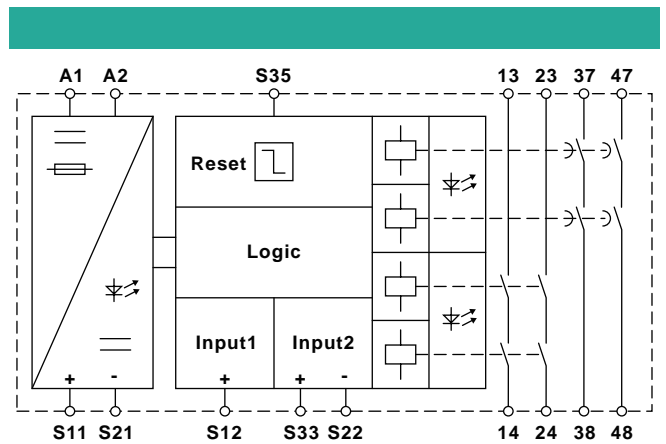 A1 A2 S35 13 23 37 47
Reset
Logic
Input1 Input2
+ - + + -
S11 S21 S12 S33 S22 14 24 38 48